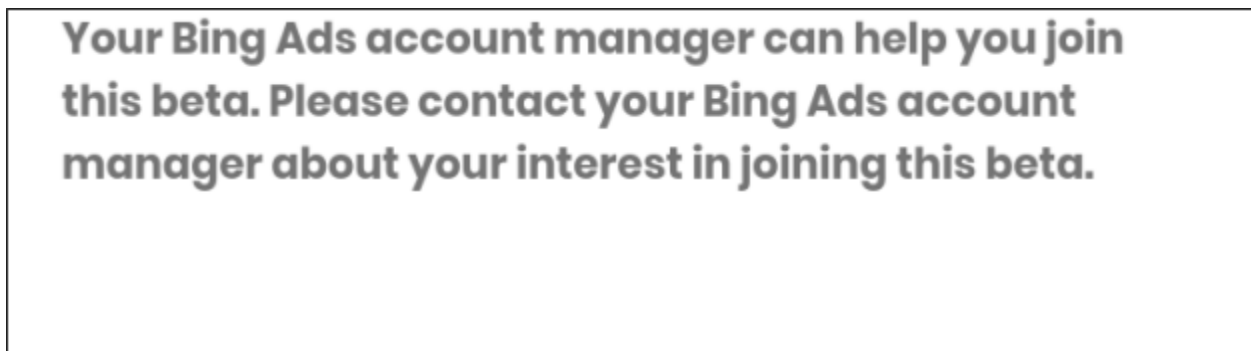 Your Bing Ads account manager can help you join
this beta. Please contact your Bing Ads account
manager about your interest in joining this beta.